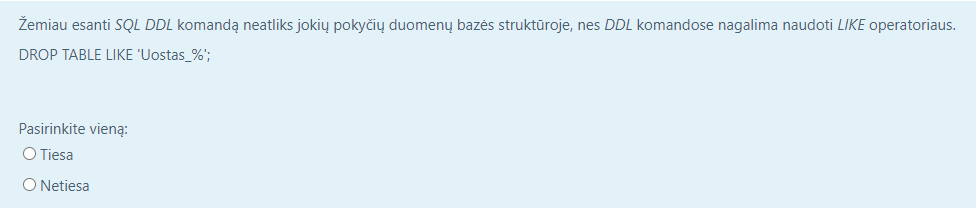 Žemiau esanti SQL DDL komandą neatliks jokių pokyčių duomenų bazės struktūroje, nes DDL komandose nagalima naudoti LIKE operatoriaus.
DROP TABLE LIKE 'Uostas_%';
Pasirinkite vieną:
Tiesa
Netiesa